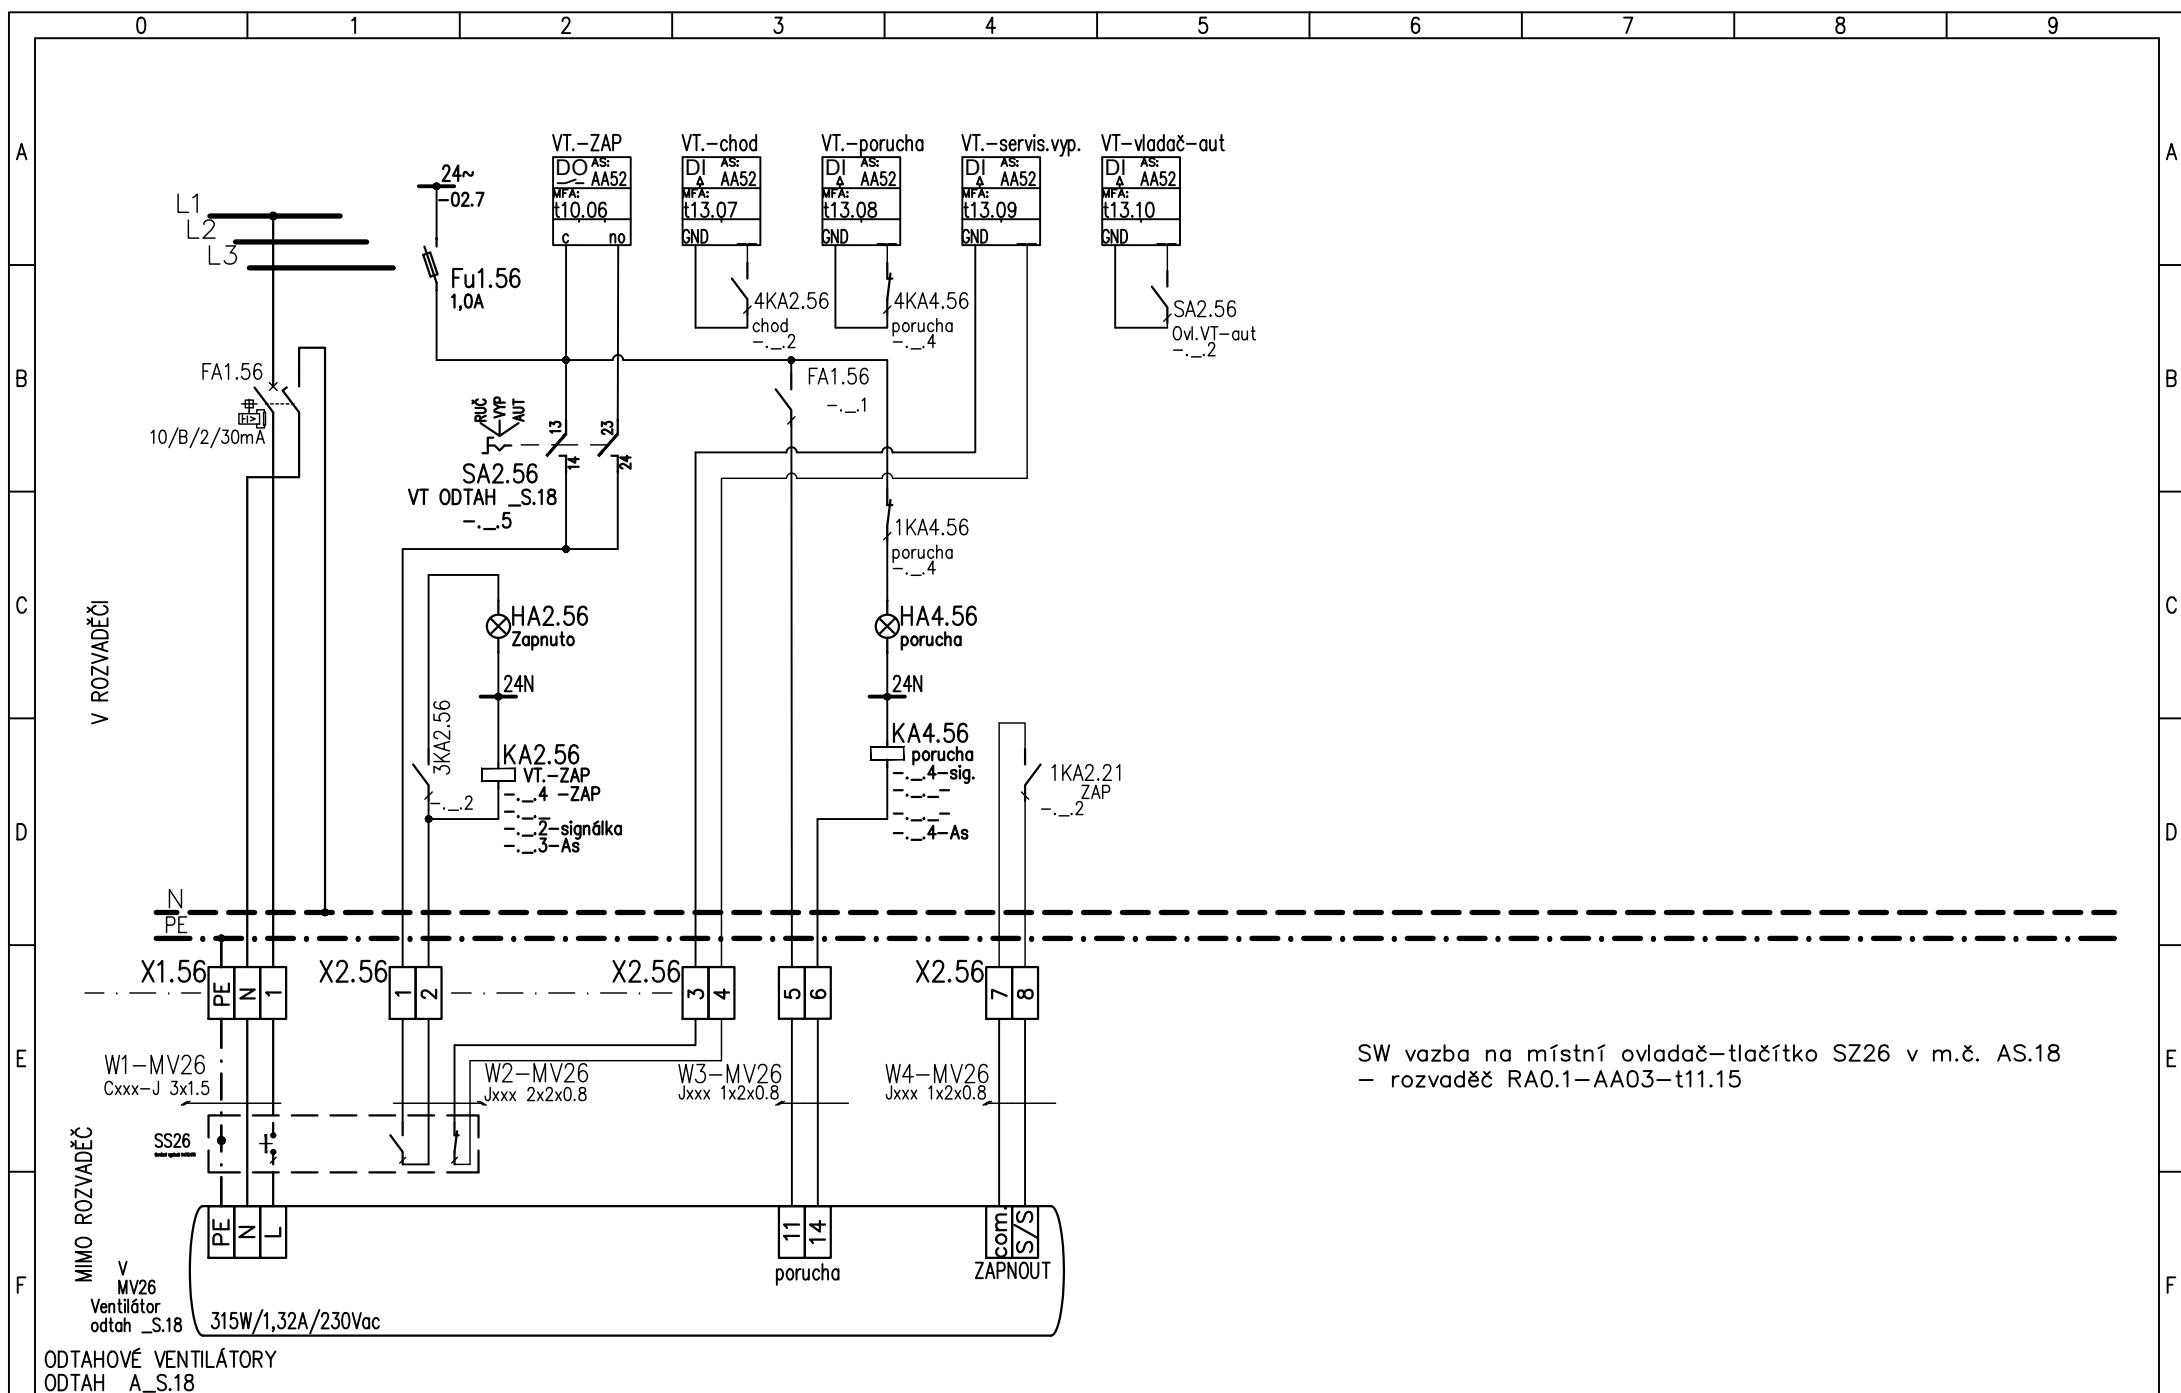 0 1 2 3 4 5 6 7 8 9
A A
B B
C C
D D
E E
F F
VT.-ZAP
DO AS:
AA52
MFA:
t10.06
c no
VT.-chod
DI AS:
AA52
MFA:
t13.07
GND
VT.-porucha
DI AS:
AA52
MFA:
t13.08
GND
VT.-servis.vyp.
DI AS:
AA52
MFA:
t13.09
GND
VT-vladač-aut
DI AS:
AA52
MFA:
t13.10
GND
24~
-02.7
L1
L2
L3
Fu1.56
1,0A
4KA2.56
chod
-._.2
4KA4.56
porucha
-._.4
SA2.56
Ovl.VT-aut
-._.2
FA1.56
10/B/2/30mA
FA1.56
-._.1
RUČ
VYP
AUT
13
14
23
24
SA2.56
VT ODTAH _S.18
-._.5
1KA4.56
porucha
-._.4
V ROZVADĚČI
HA2.56
Zapnuto
24N
3KA2.56
-._.2
KA2.56
VT.-ZAP
-._.4 -ZAP
-._._
-._.2-signálka
-._.3-As
HA4.56
porucha
24N
KA4.56
porucha
-._.4-sig.
-._._-
-._._-
-._.4-As
1KA2.21
ZAP
-._.2
N
PE
X1.56 PE N 1
X2.56 1 2
X2.56 3 4
5 6
X2.56 7 8
W1-MV26
Cxxx-J 3x1.5
W2-MV26
Jxxx 2x2x0.8
W3-MV26
Jxxx 1x2x0.8
W4-MV26
Jxxx 1x2x0.8
SW vazba na místní ovladač-tlačítko SZ26 v m.č. AS.18
- rozvaděč RA0.1-AA03-t11.15
MIMO ROZVADĚČ
SS26
PE N L
11 14
porucha
com. S/S
ZAPNOUT
V
MV26
Ventilátor
odtah _S.18
315W/1,32A/230Vac
ODTAHOVÉ VENTILÁTORY
ODTAH A_S.18